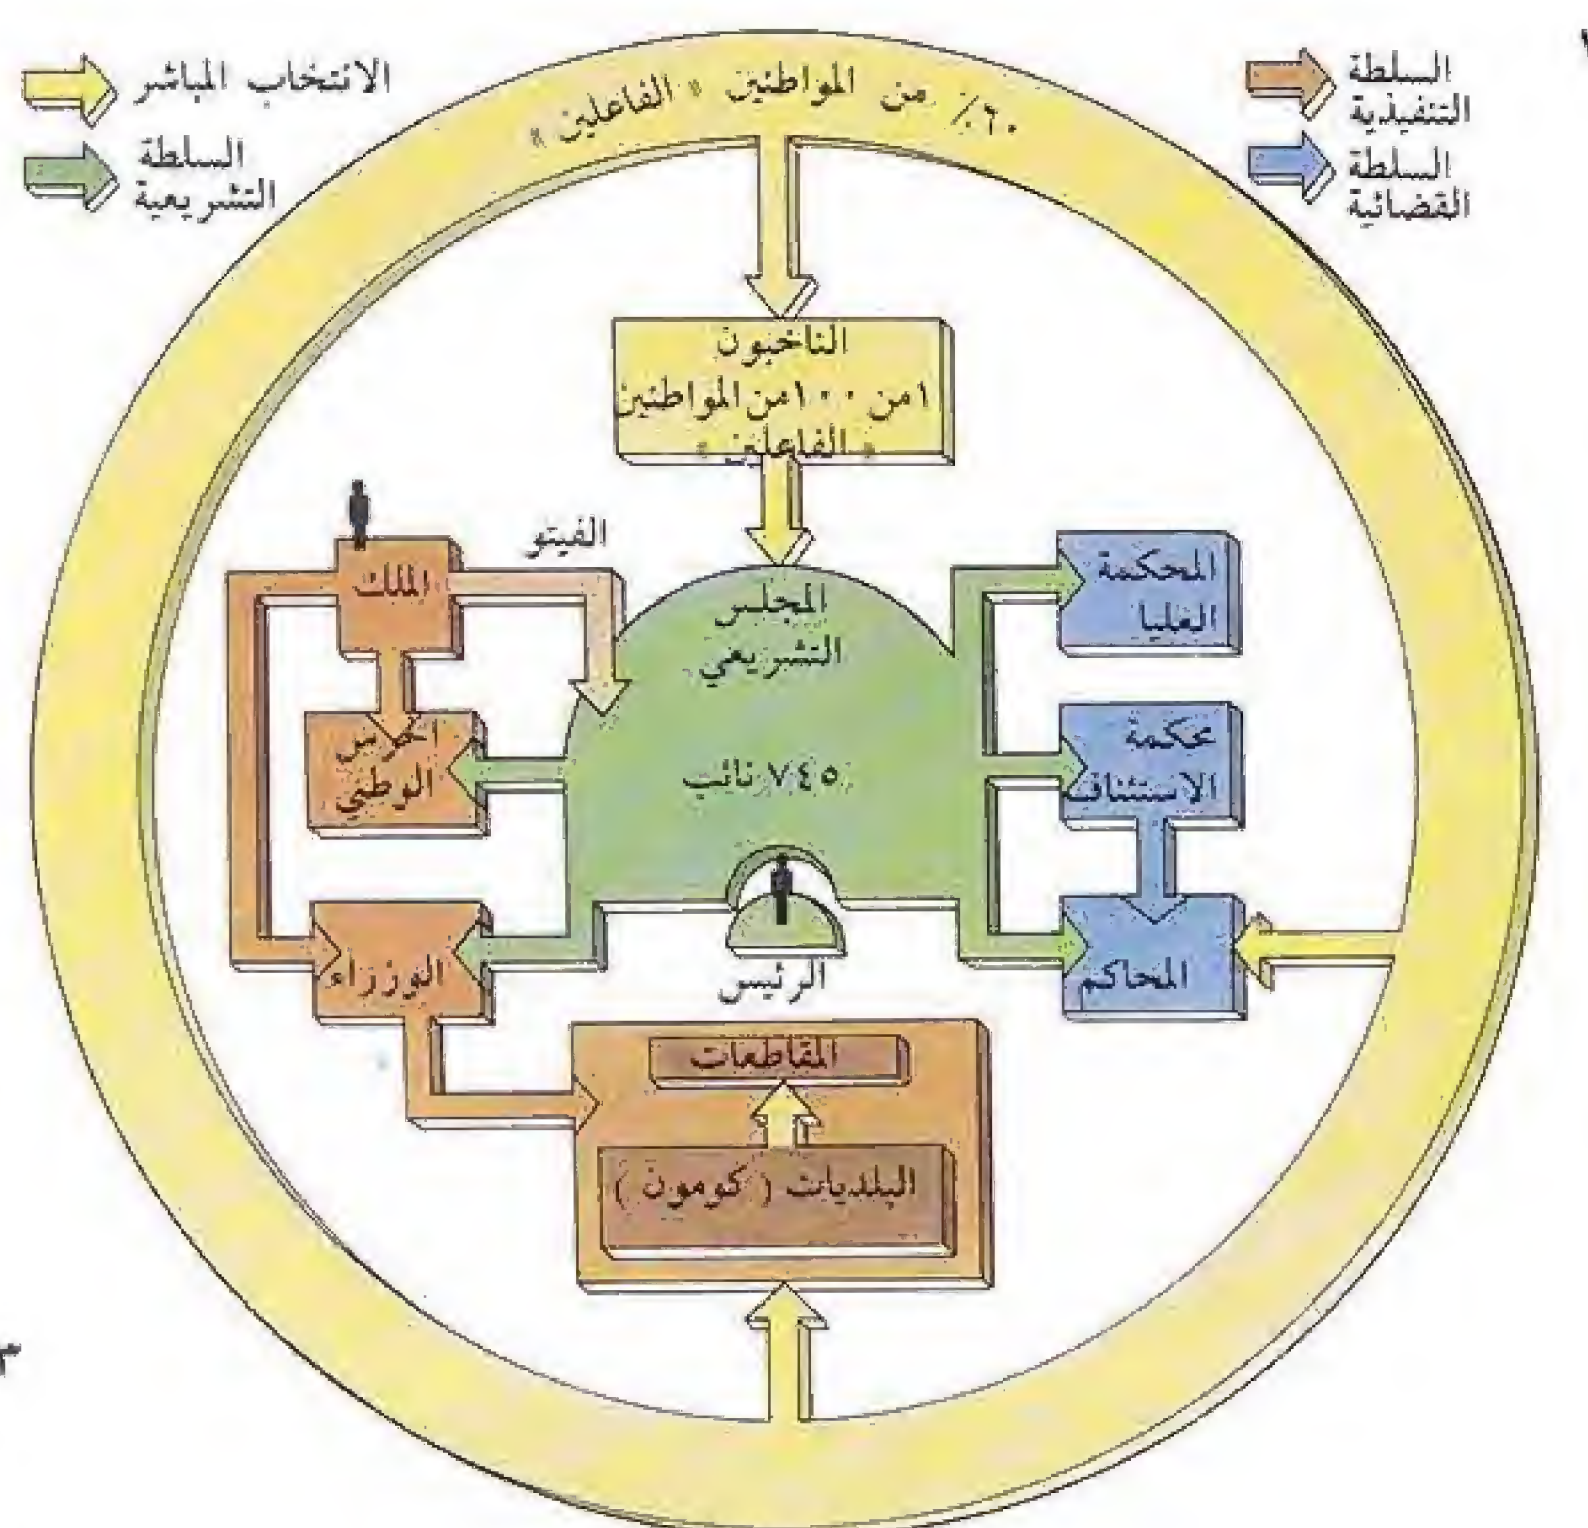 السلطة
التنفيذية
السلطة
القضائية
الانتخاب المباشر
السلطة
التشريعية
٦٠٪ من المواطنين « الفاعلين »
الناخبون
١ من ١٠٠ من المواطنين
« الفاعلين »
الفيتو
الملك
المجلس
التشريعي
المحكمة
العليا
الحرس
الوطني
٧٤٥ نائب
محكمة
الاستئناف
الوزراء
الرئيس
المحاكم
المقاطعات
البلديات ( كومون )
٣